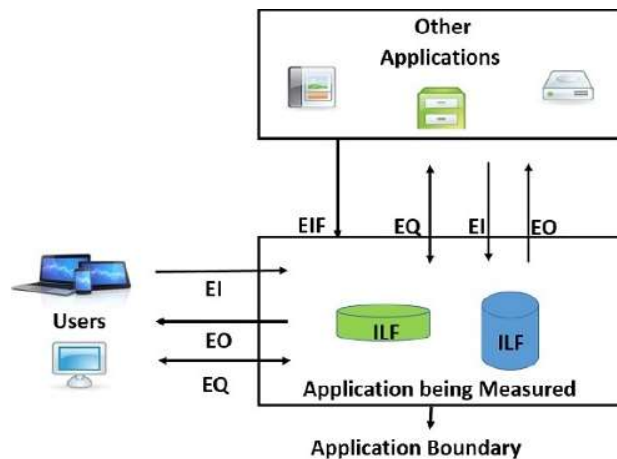 Other
Applications
EIF
EQ
EI
EO
EI
Users
EO
EQ
ILF
ILF
Application being Measured
Application Boundary